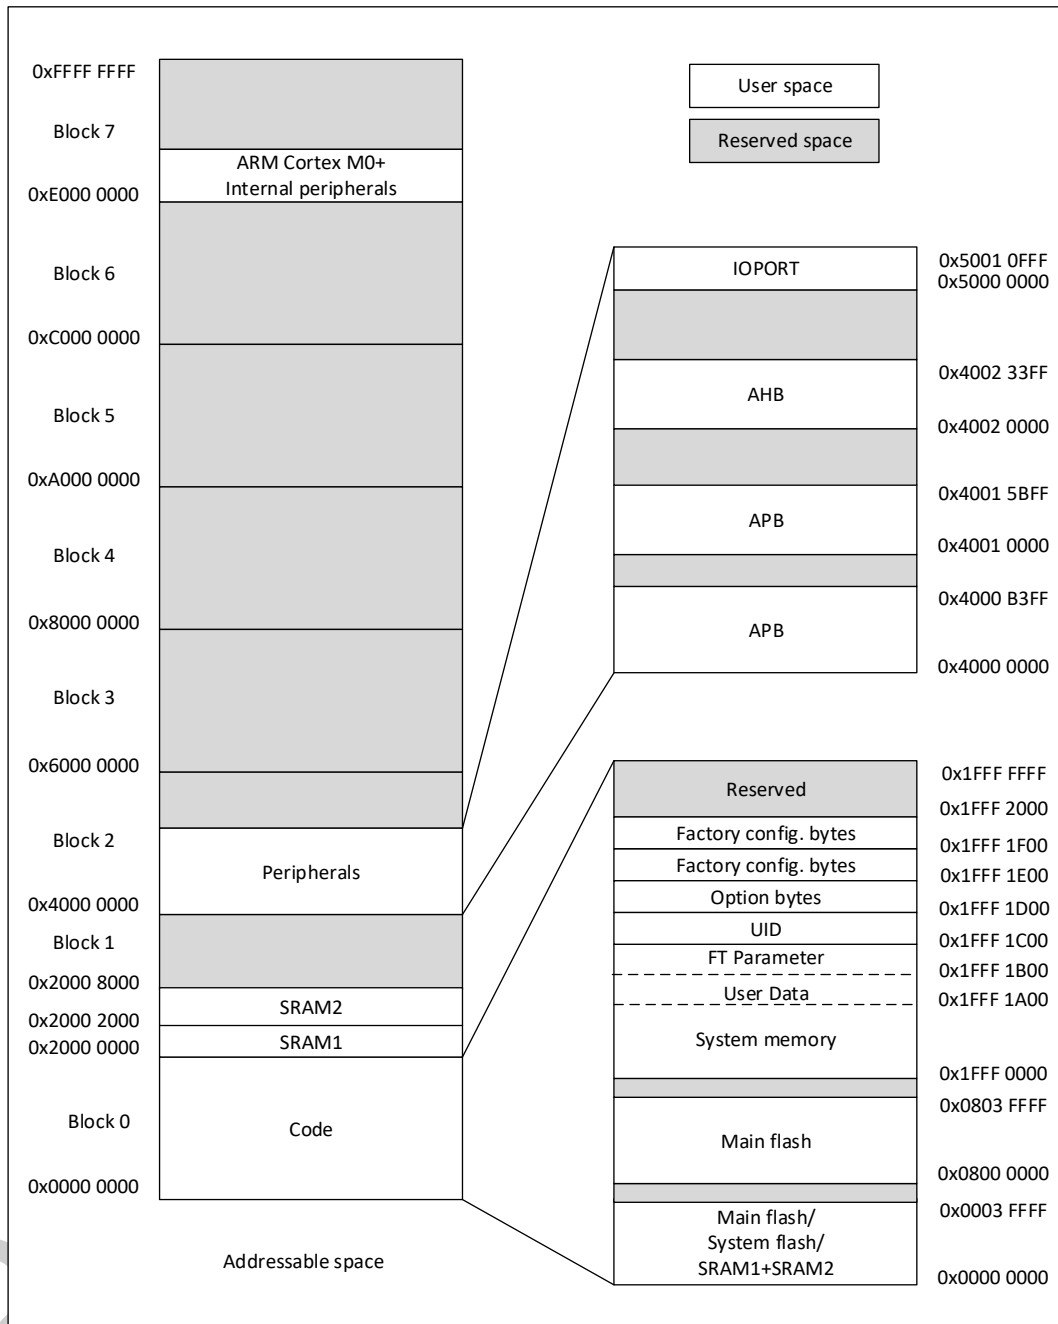 0xFFFF FFFF
Block 7
ARM Cortex M0+
Internal peripherals
0xE000 0000
Block 6
0xC000 0000
Block 5
0xA000 0000
Block 4
0x8000 0000
Block 3
0x6000 0000
Block 2
Peripherals
0x4000 0000
Block 1
0x2000 8000
SRAM2
0x2000 2000
0x2000 0000
SRAM1
Block 0
Code
0x0000 0000
Addressable space
User space
Reserved space
IOPORT
0x5001 0FFF
0x5000 0000
0x4002 33FF
AHB
0x4002 0000
0x4001 5BFF
APB
0x4001 0000
0x4000 B3FF
APB
0x4000 0000
0x1FFF FFFF
Reserved
0x1FFF 2000
Factory config. bytes
0x1FFF 1F00
Factory config. bytes
0x1FFF 1E00
Option bytes
0x1FFF 1D00
UID
0x1FFF 1C00
FT Parameter
0x1FFF 1B00
User Data
0x1FFF 1A00
System memory
0x1FFF 0000
0x0803 FFFF
Main flash
0x0800 0000
0x0003 FFFF
Main flash/
System flash/
SRAM1+SRAM2
0x0000 0000